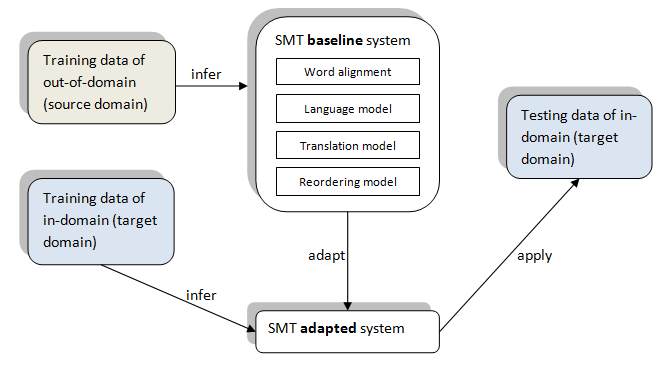 Training data of
out-of-domain
(source domain)
infer
SMT baseline system
Word alignment
Language model
Translation model
Reordering model
Testing data of in-
domain (target
domain)
Training data of
in-domain (target
domain)
adapt
apply
infer
SMT adapted system